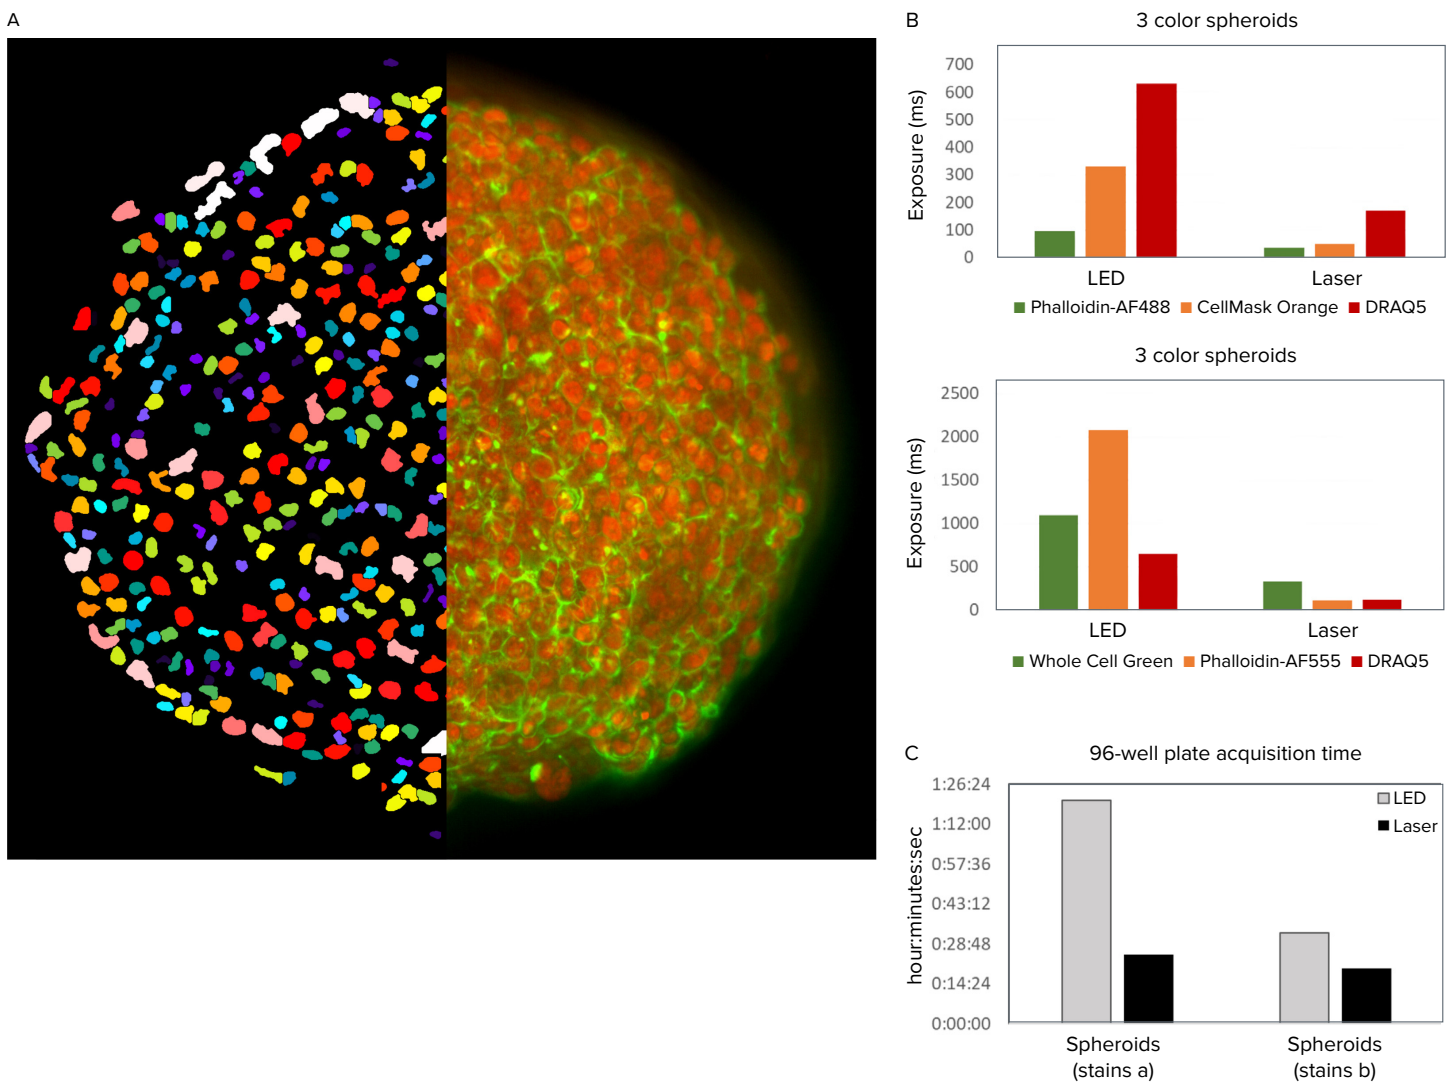 A
B
3 color spheroids
Exposure (ms)
700
600
500
400
300
200
100
0
LED
Laser
Phalloidin-AF488 CellMask Orange DRAQ5
3 color spheroids
Exposure (ms)
2500
2000
1500
1000
500
0
LED
Laser
Whole Cell Green Phalloidin-AF555 DRAQ5
C
96-well plate acquisition time
hour:minutes:sec
1:26:24
1:12:00
0:57:36
0:43:12
0:28:48
0:14:24
0:00:00
LED
Laser
Spheroids
(stains a)
Spheroids
(stains b)